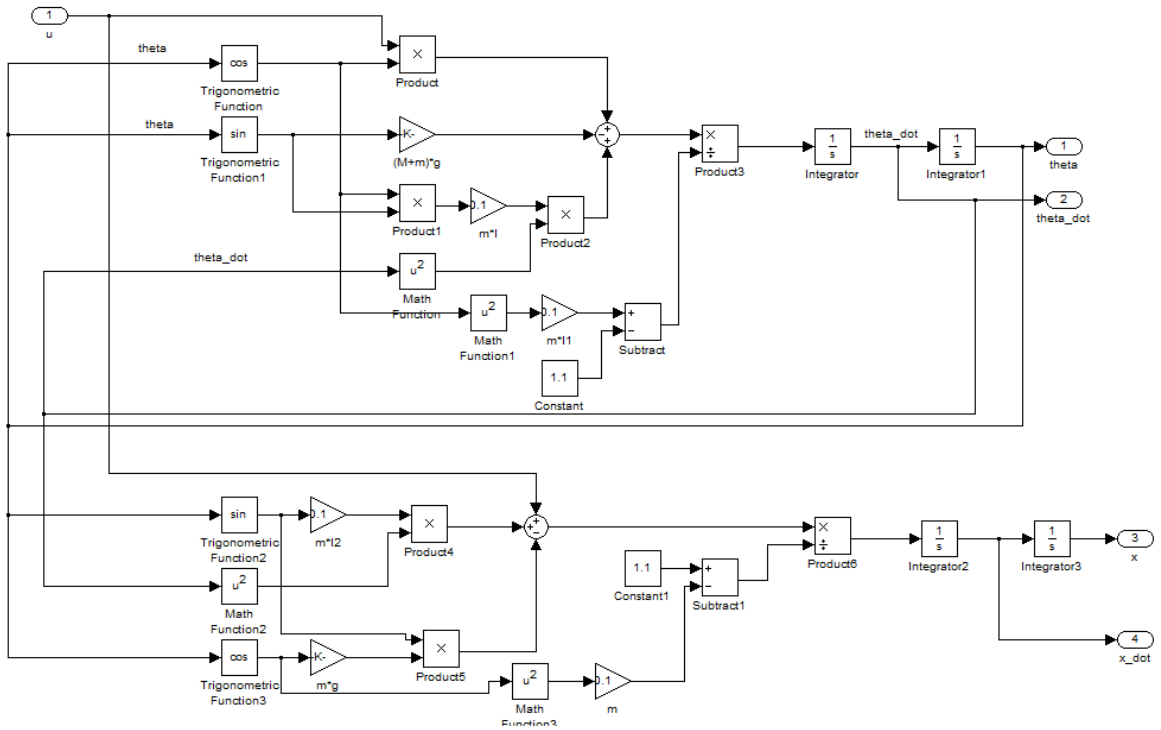 1
u
theta
cos
Trigonometric
Function
×
Product
theta
sin
Trigonometric
Function1
-K-
(M+m)*g
+
−
+
×
÷
Product3
1
s
Integrator
theta_dot
1
s
Integrator1
1
theta
2
theta_dot
×
Product1
0.1
m*l
×
Product2
theta_dot
u²
Math
Function
u²
Math
Function1
0.1
m*l1
+
−
Subtract
1.1
Constant
sin
Trigonometric
Function2
0.1
m*l2
×
Product4
+
+
−
u²
Math
Function2
cos
Trigonometric
Function3
-K-
m*g
×
Product5
u²
Math
Function3
0.1
m
1.1
Constant1
+
−
Subtract1
×
÷
Product6
1
s
Integrator2
1
s
Integrator3
3
x
4
x_dot